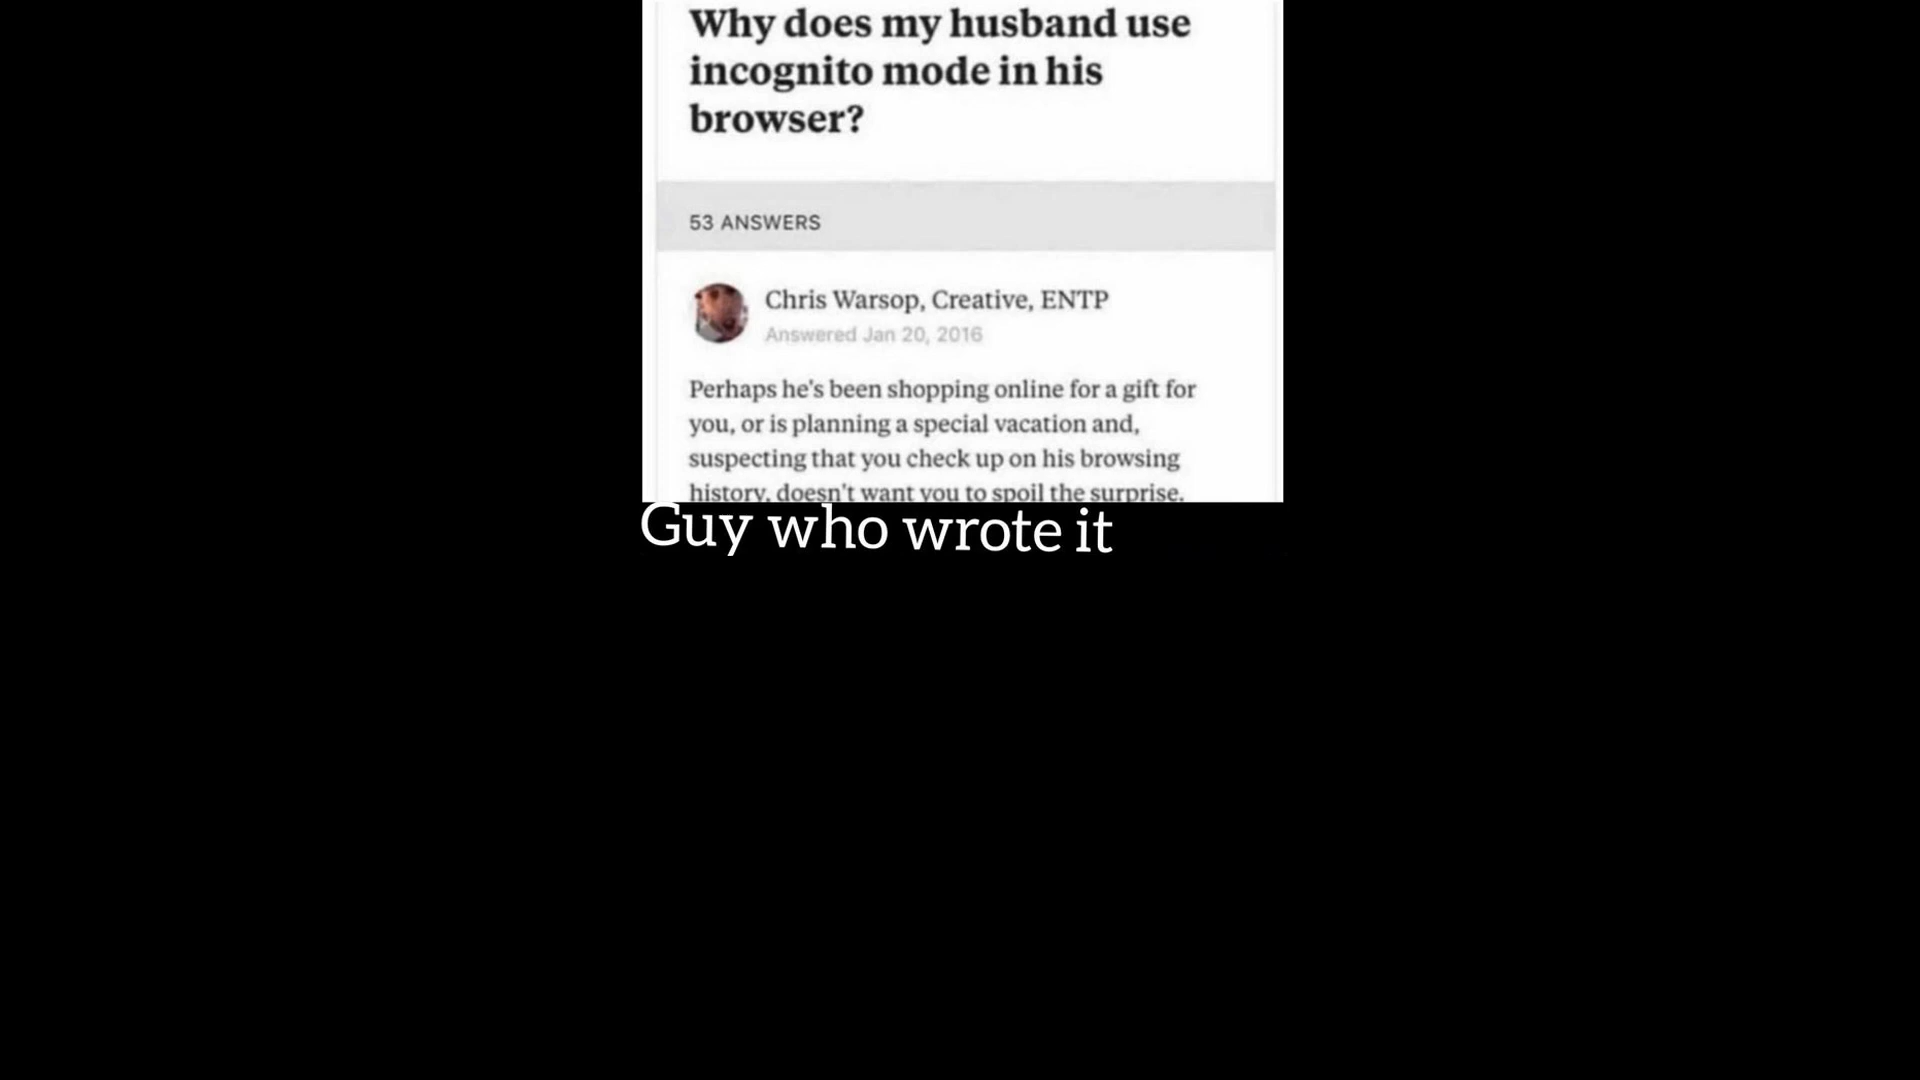 Why does my husband use
incognito mode in his
browser?
53 ANSWERS
Chris Warsop, Creative, ENTP
Answered Jan 20, 2016
Perhaps he's been shopping online for a gift for
you, or is planning a special vacation and,
suspecting that you check up on his browsing
history, doesn't want you to spoil the surprise.
Guy who wrote it